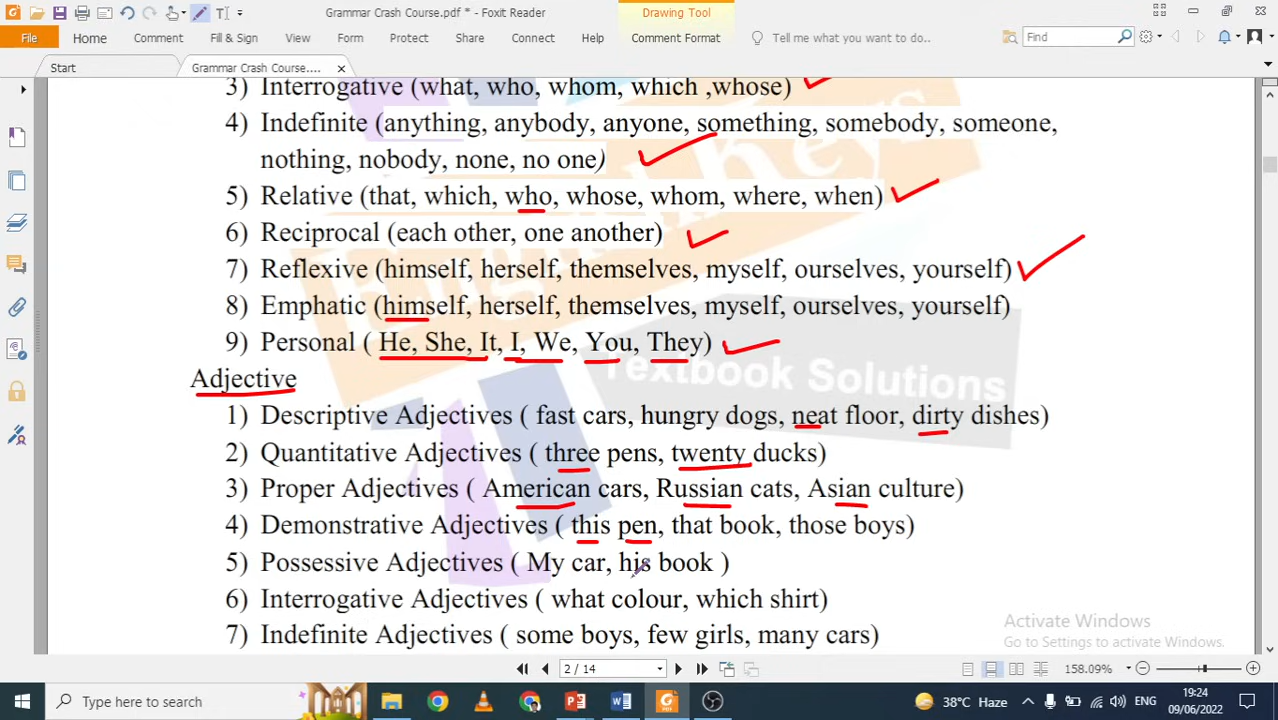 Grammar Crash Course.pdf * - Foxit Reader
Drawing Tool
File Home Comment Fill & Sign View Form Protect Share Connect Help Comment Format Tell me what you want to do.. Find
Start Grammar Crash Course....
3) Interrogative (what, who, whom, which ,whose)
4) Indefinite (anything, anybody, anyone, something, somebody, someone,
nothing, nobody, none, no one)
5) Relative (that, which, who, whose, whom, where, when)
6) Reciprocal (each other, one another)
7) Reflexive (himself, herself, themselves, myself, ourselves, yourself)
8) Emphatic (himself, herself, themselves, myself, ourselves, yourself)
9) Personal ( He, She, It, I, We, You, They)
Textbook Solutions
Adjective
1) Descriptive Adjectives ( fast cars, hungry dogs, neat floor, dirty dishes)
2) Quantitative Adjectives ( three pens, twenty ducks)
3) Proper Adjectives ( American cars, Russian cats, Asian culture)
4) Demonstrative Adjectives ( this pen, that book, those boys)
5) Possessive Adjectives ( My car, his book )
6) Interrogative Adjectives ( what colour, which shirt)
7) Indefinite Adjectives ( some boys, few girls, many cars)
Activate Windows
Go to Settings to activate Windows.
2 / 14 158.09%
Type here to search
38°C Haze
ENG
19:24
09/06/2022